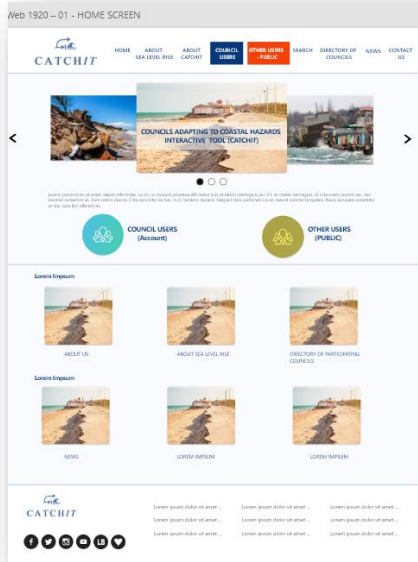 Web 1920 – 01 - HOME SCREEN
CATCHIT
HOME
ABOUT
SEA LEVEL RISE
ABOUT
CATCHIT
COUNCIL
USERS
OTHER USERS
- PUBLIC
SEARCH
DIRECTORY OF
COUNCILS
NEWS
CONTACT
US
COUNCILS ADAPTING TO COASTAL HAZARDS
INTERACTIVE TOOL (CATCHIT)
COUNCIL USERS
(Account)
OTHER USERS
(PUBLIC)
Lorem Impsum
ABOUT US
ABOUT SEA LEVEL RISE
DIRECTORY OF PARTICIPATING
COUNCILS
Lorem Impsum
NEWS
LOREM IMPSUM
LOREM IMPSUM
CATCHIT
Lorem ipsum dolor sit amet ...
Lorem ipsum dolor sit amet ...
Lorem ipsum dolor sit amet ...
Lorem ipsum dolor sit amet ...
Lorem ipsum dolor sit amet ...
Lorem ipsum dolor sit amet ...
Lorem ipsum dolor sit amet ...
Lorem ipsum dolor sit amet ...
Lorem ipsum dolor sit amet ...